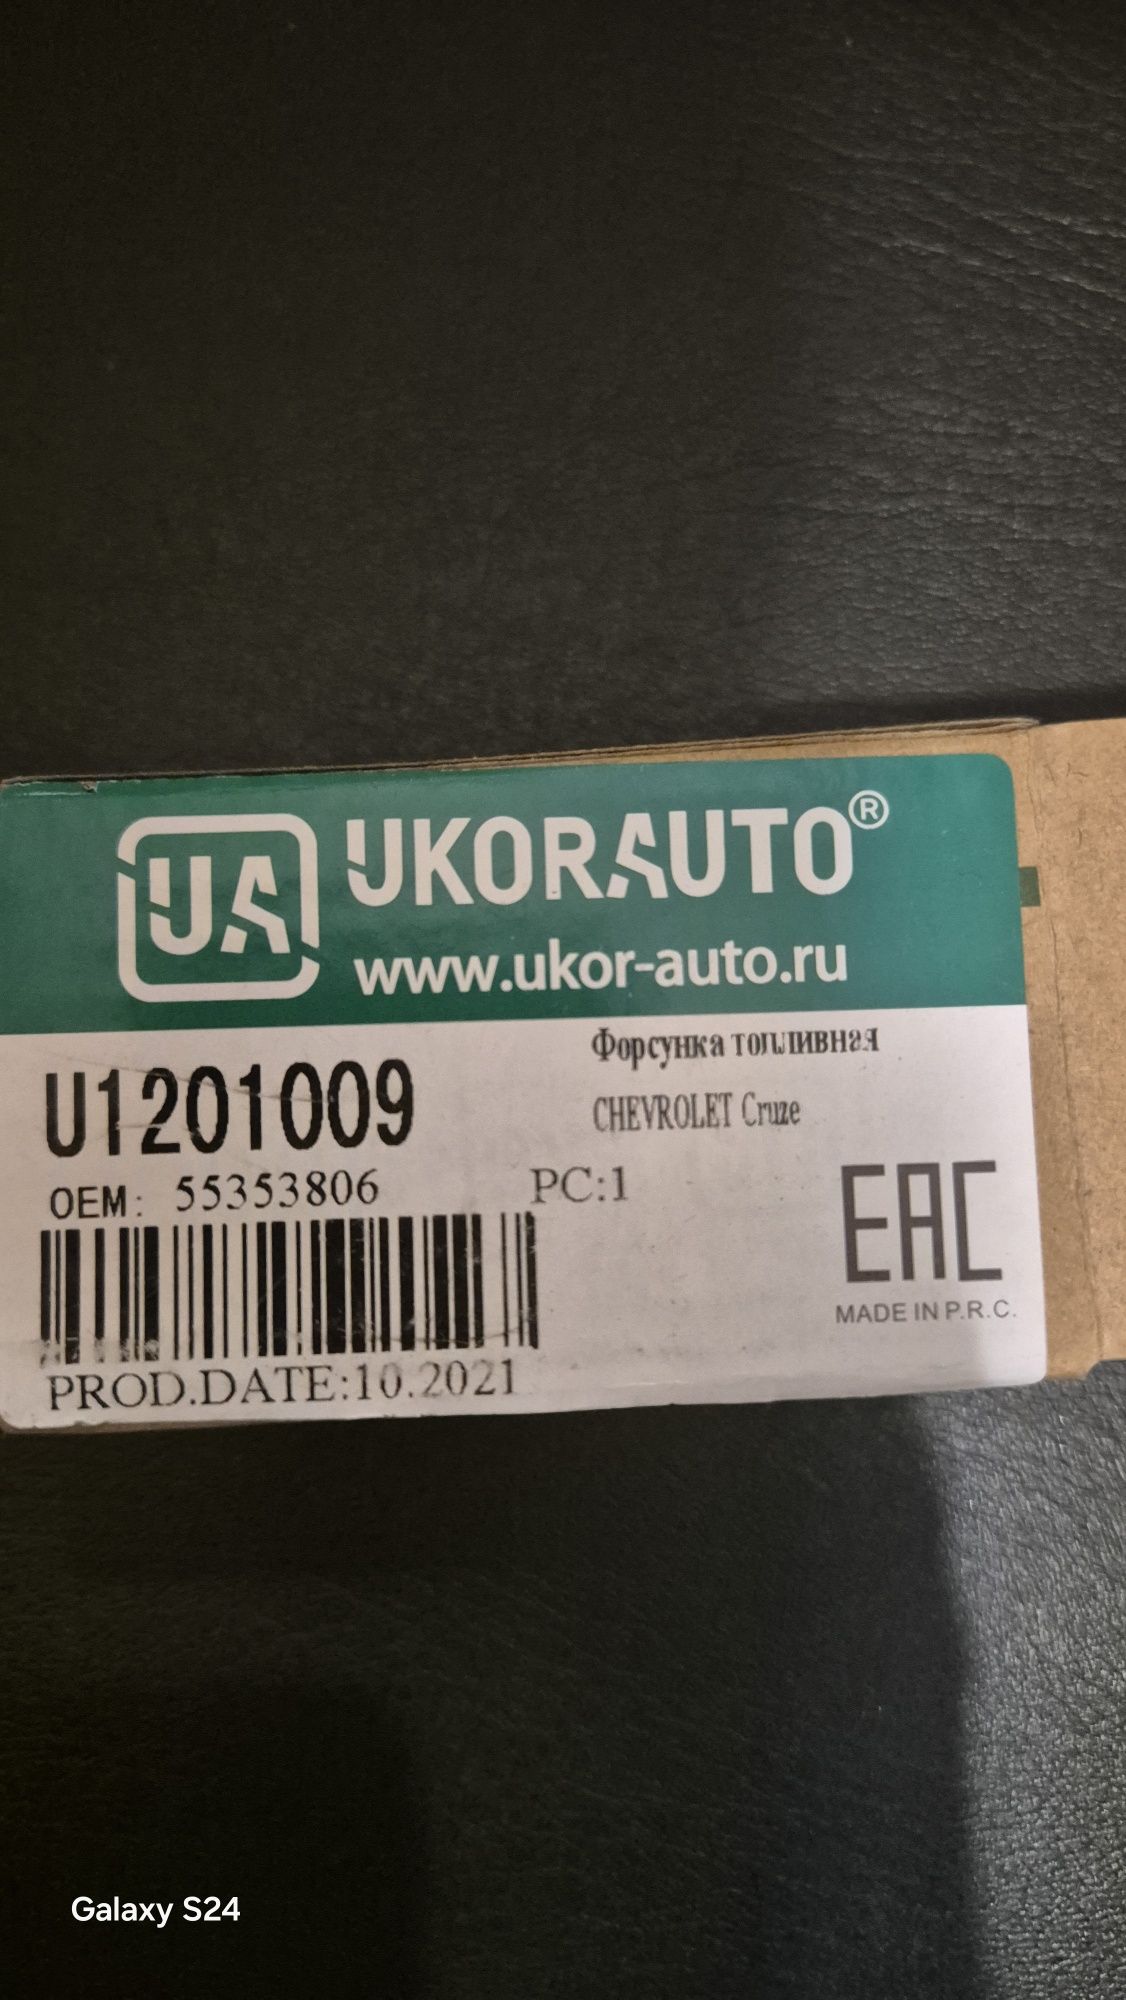 UA UKORAUTO®
www.ukor-auto.ru
Форсунка топливная
U1201009
CHEVROLET Cruze
OEM: 55353806
PC:1
EAC
MADE IN P.R.C.
PROD.DATE:10.2021
Galaxy S24